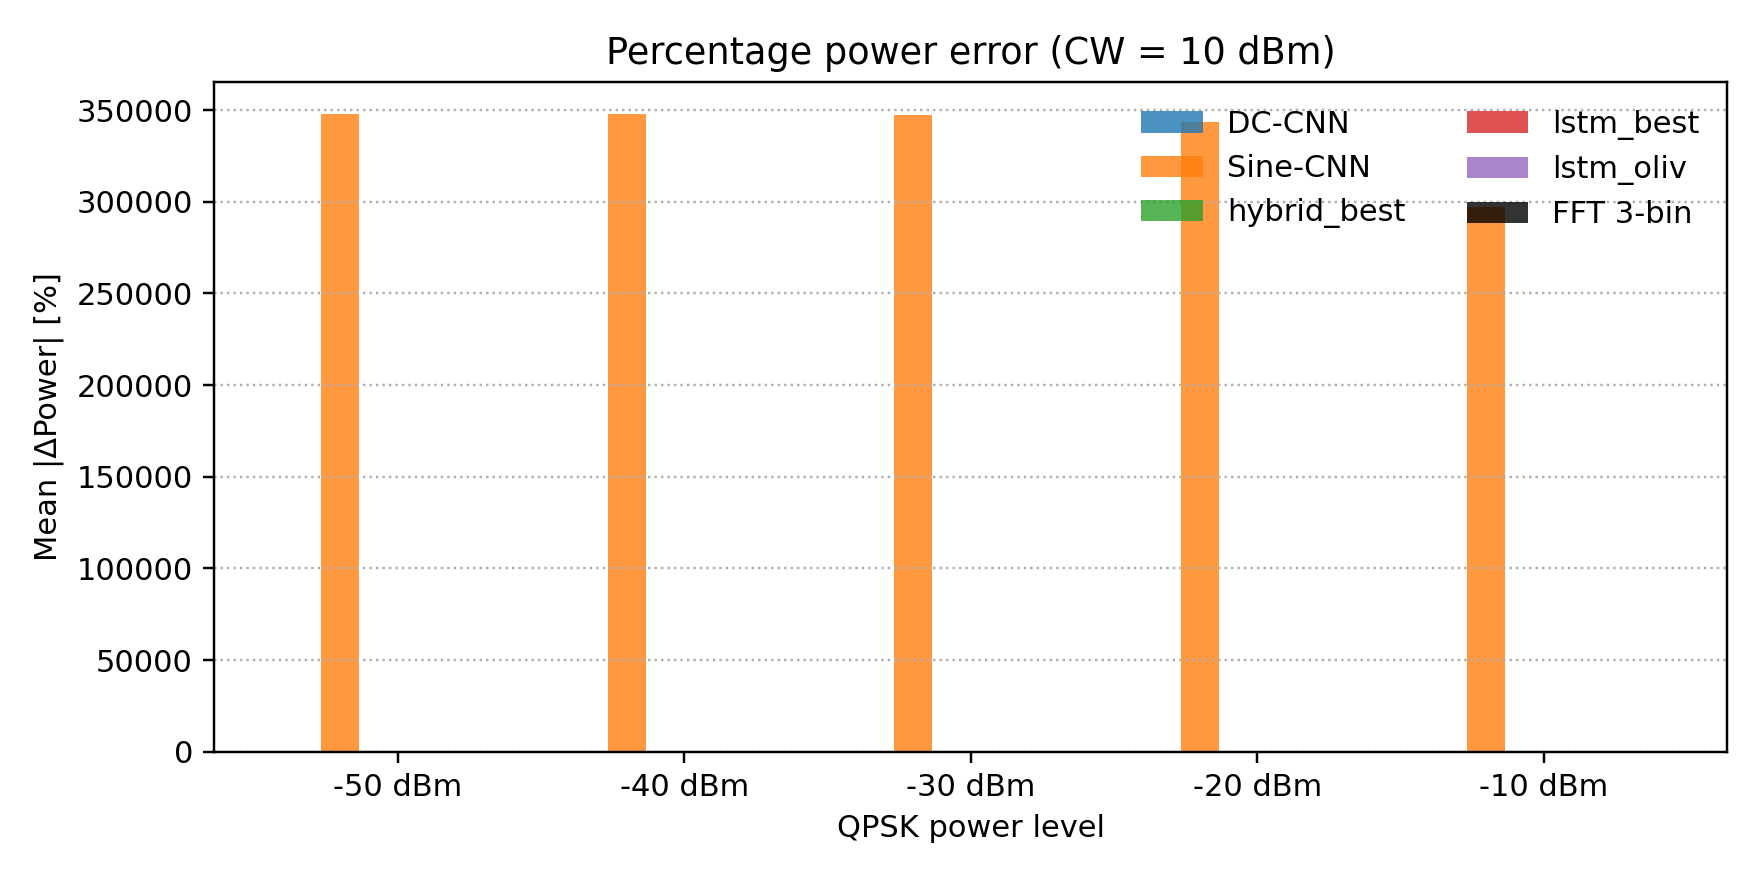 Percentage power error (CW = 10 dBm)
Mean |ΔPower| [%]
350000
300000
250000
200000
150000
100000
50000
0
DC-CNN
Sine-CNN
hybrid_best
lstm_best
lstm_oliv
FFT 3-bin
-50 dBm
-40 dBm
-30 dBm
-20 dBm
-10 dBm
QPSK power level